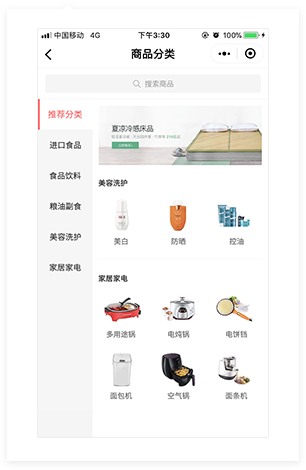 中国移动 4G 下午3:30 100%
商品分类
搜索商品
推荐分类
进口食品
食品饮料
粮油副食
美容洗护
家居家电
夏凉冷感床品
美容洗护
美白 防晒 控油
家居家电
多用途锅 电炖锅 电饼铛
面包机 空气锅 面条机